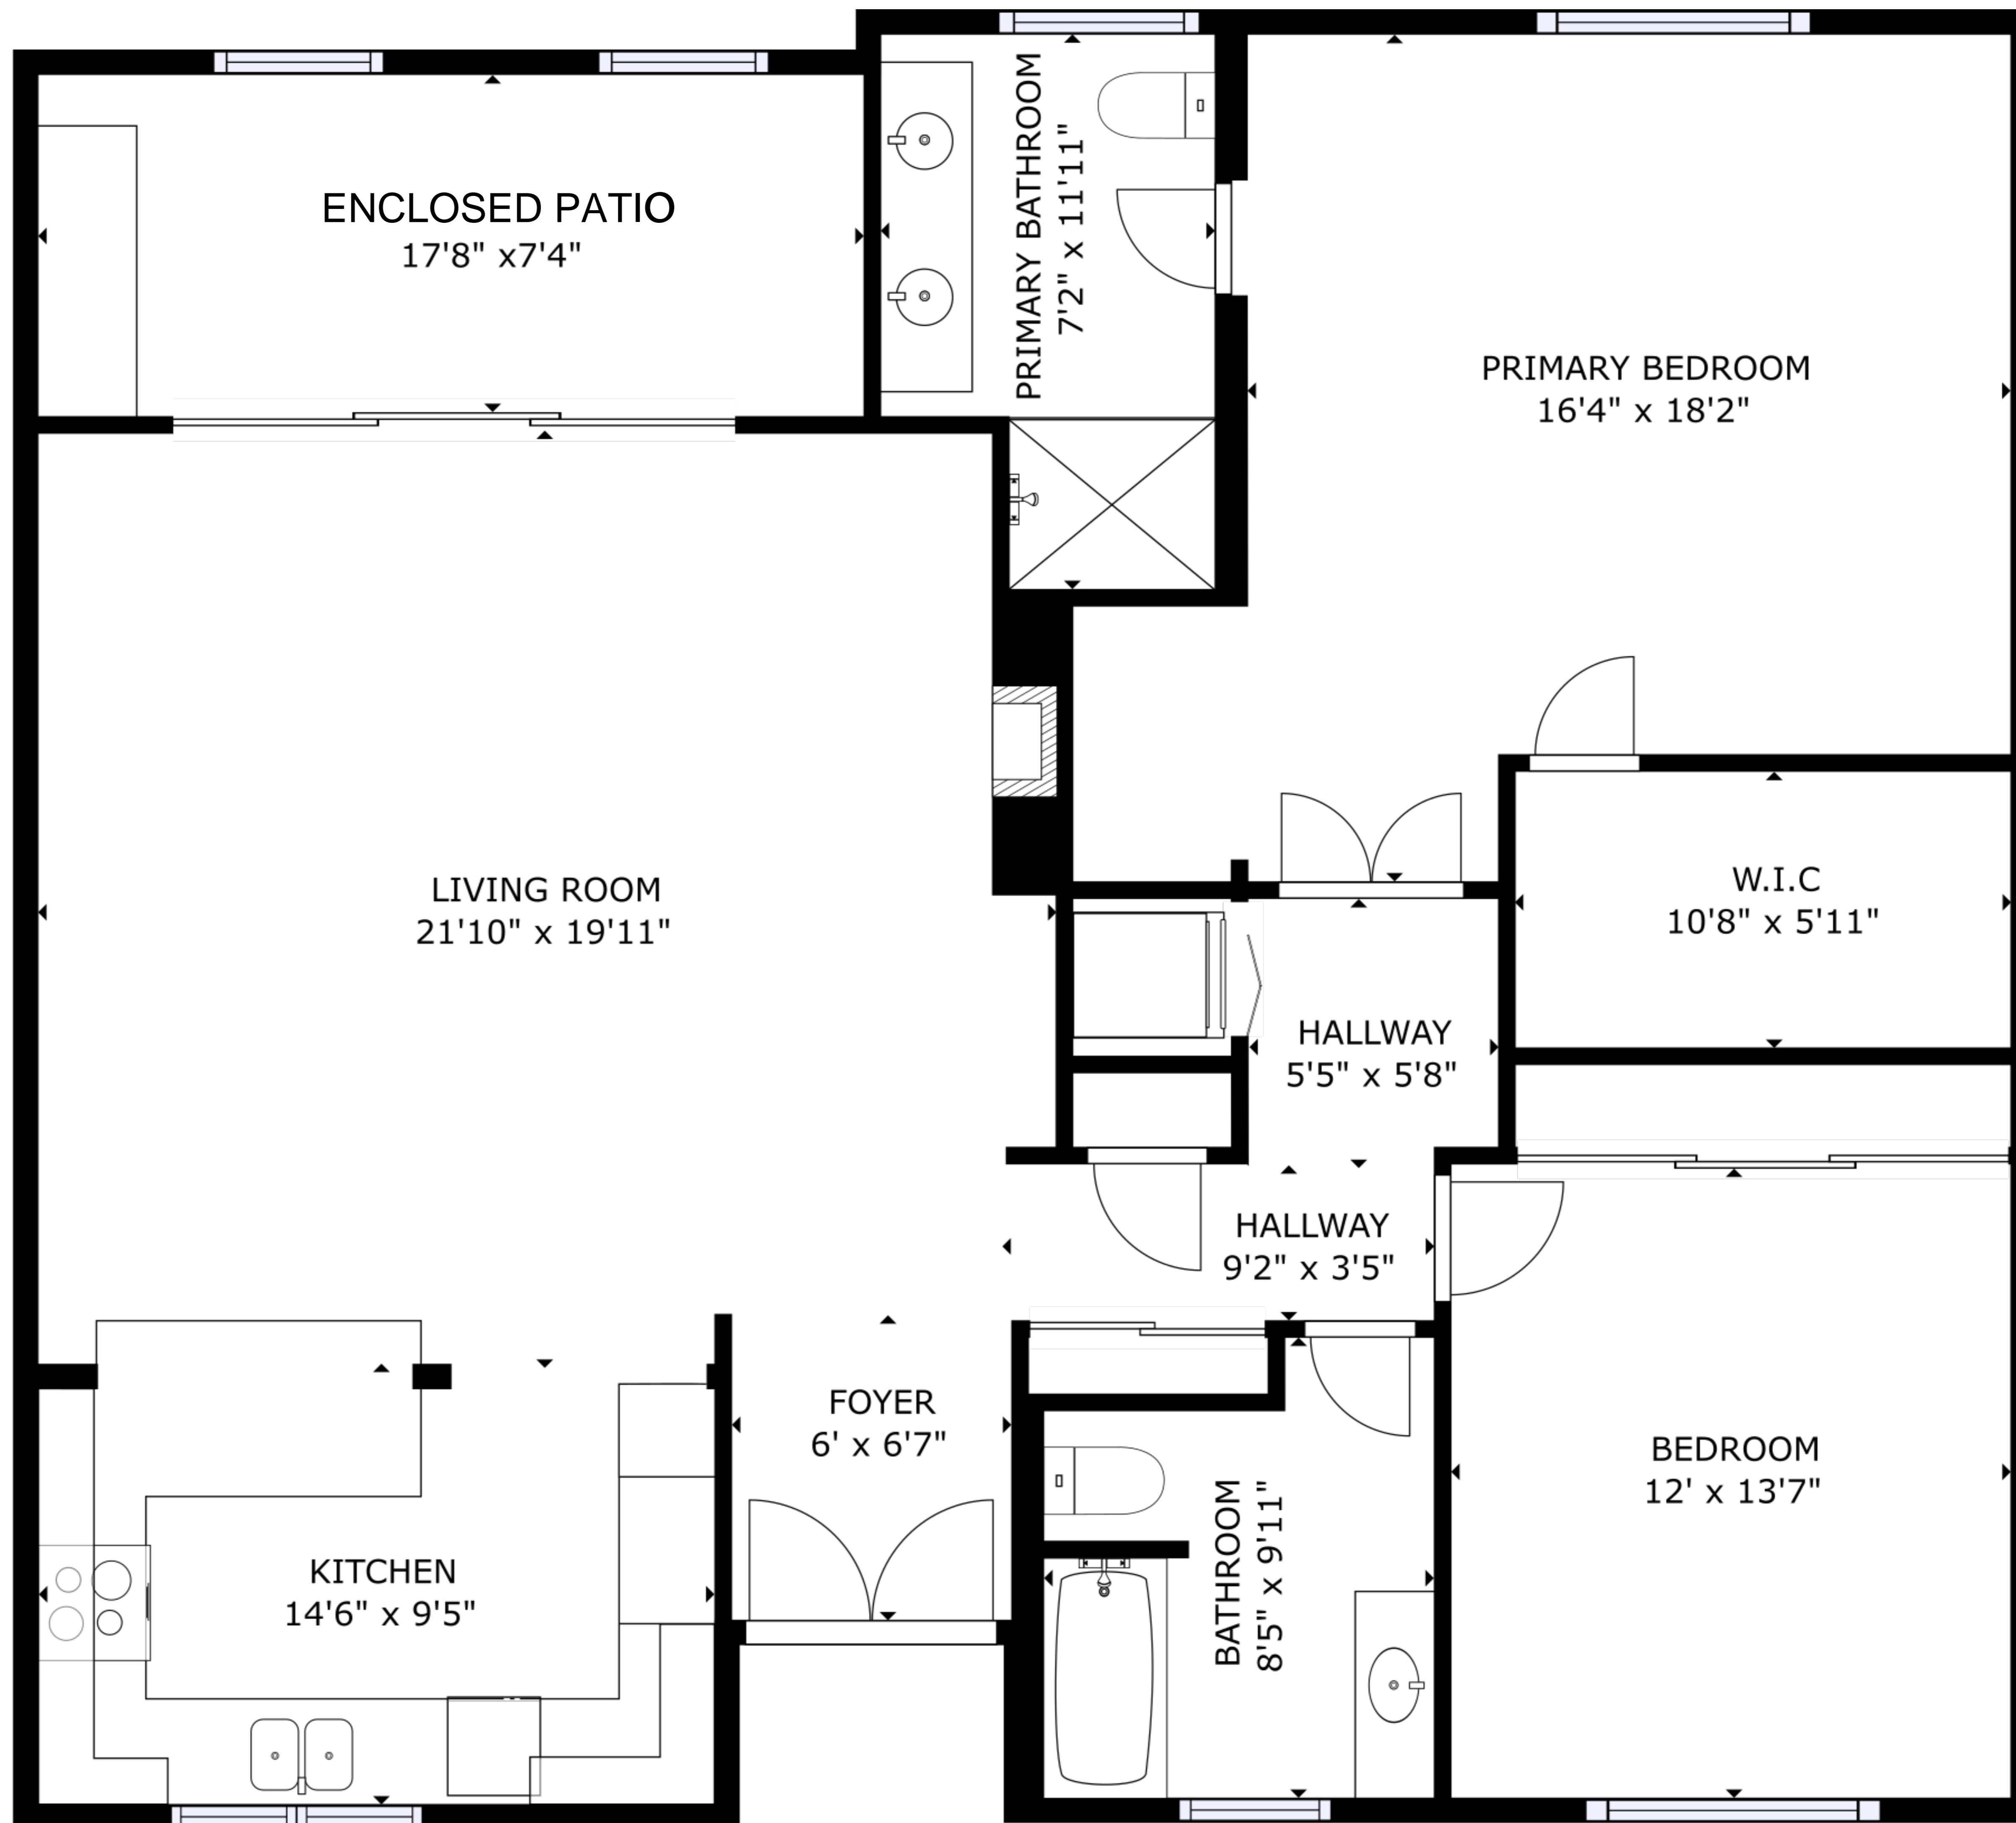 ENCLOSED PATIO
17'8" x7'4"
PRIMARY BATHROOM
7'2" x 11'11"
PRIMARY BEDROOM
16'4" x 18'2"
LIVING ROOM
21'10" x 19'11"
W.I.C
10'8" x 5'11"
HALLWAY
5'5" x 5'8"
HALLWAY
9'2" x 3'5"
FOYER
6' x 6'7"
BEDROOM
12' x 13'7"
KITCHEN
14'6" x 9'5"
BATHROOM
8'5" x 9'11"